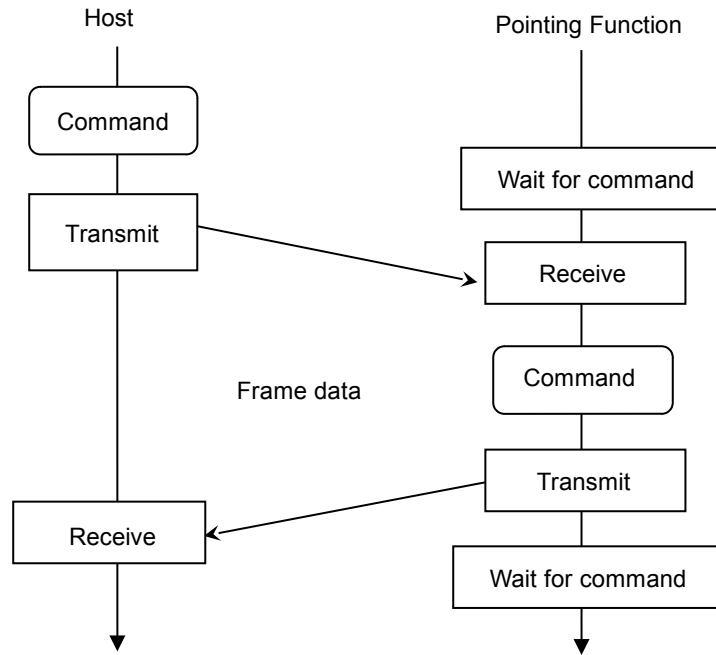 Host
Pointing Function
Command
Wait for command
Transmit
Receive
Command
Frame data
Transmit
Receive
Wait for command